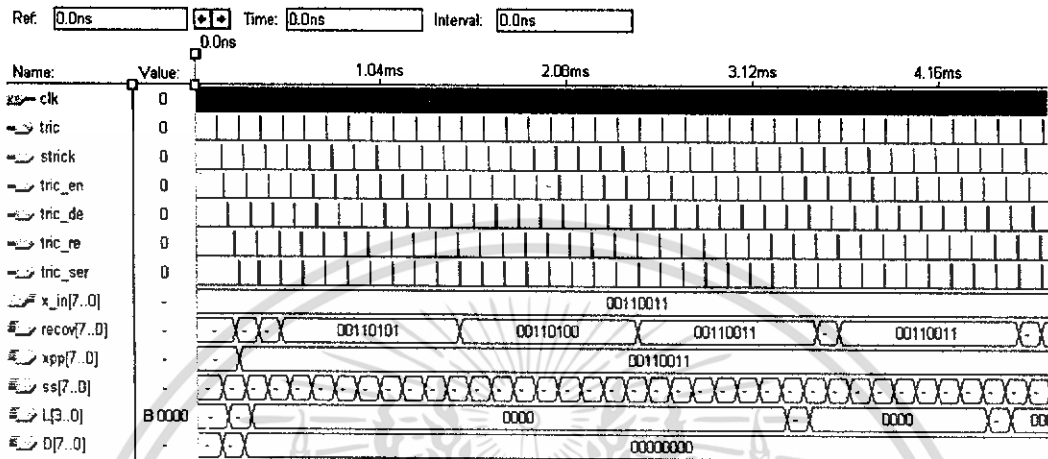 Ref: 0.0ns Time: 0.0ns Interval: 0.0ns
0.0ns
Name: Value: 1.04ms 2.08ms 3.12ms 4.16ms
clk 0
tric 0
strick 0
tric_en 0
tric_de 0
tric_re 0
tric_ser 0
x_in[7..0] - 00110011
recov[7..0] - - - - 00110101 00110100 00110011 - 00110011 -
xpp[7..0] - - 00110011
ss[7..0] - - - - - - - - - - - - - - - - - - - - - - - - - - - - - - - - - - - - - -
L[3..0] B 0000 - - 0000 - 0000 - 000
D[7..0] - - - 00000000